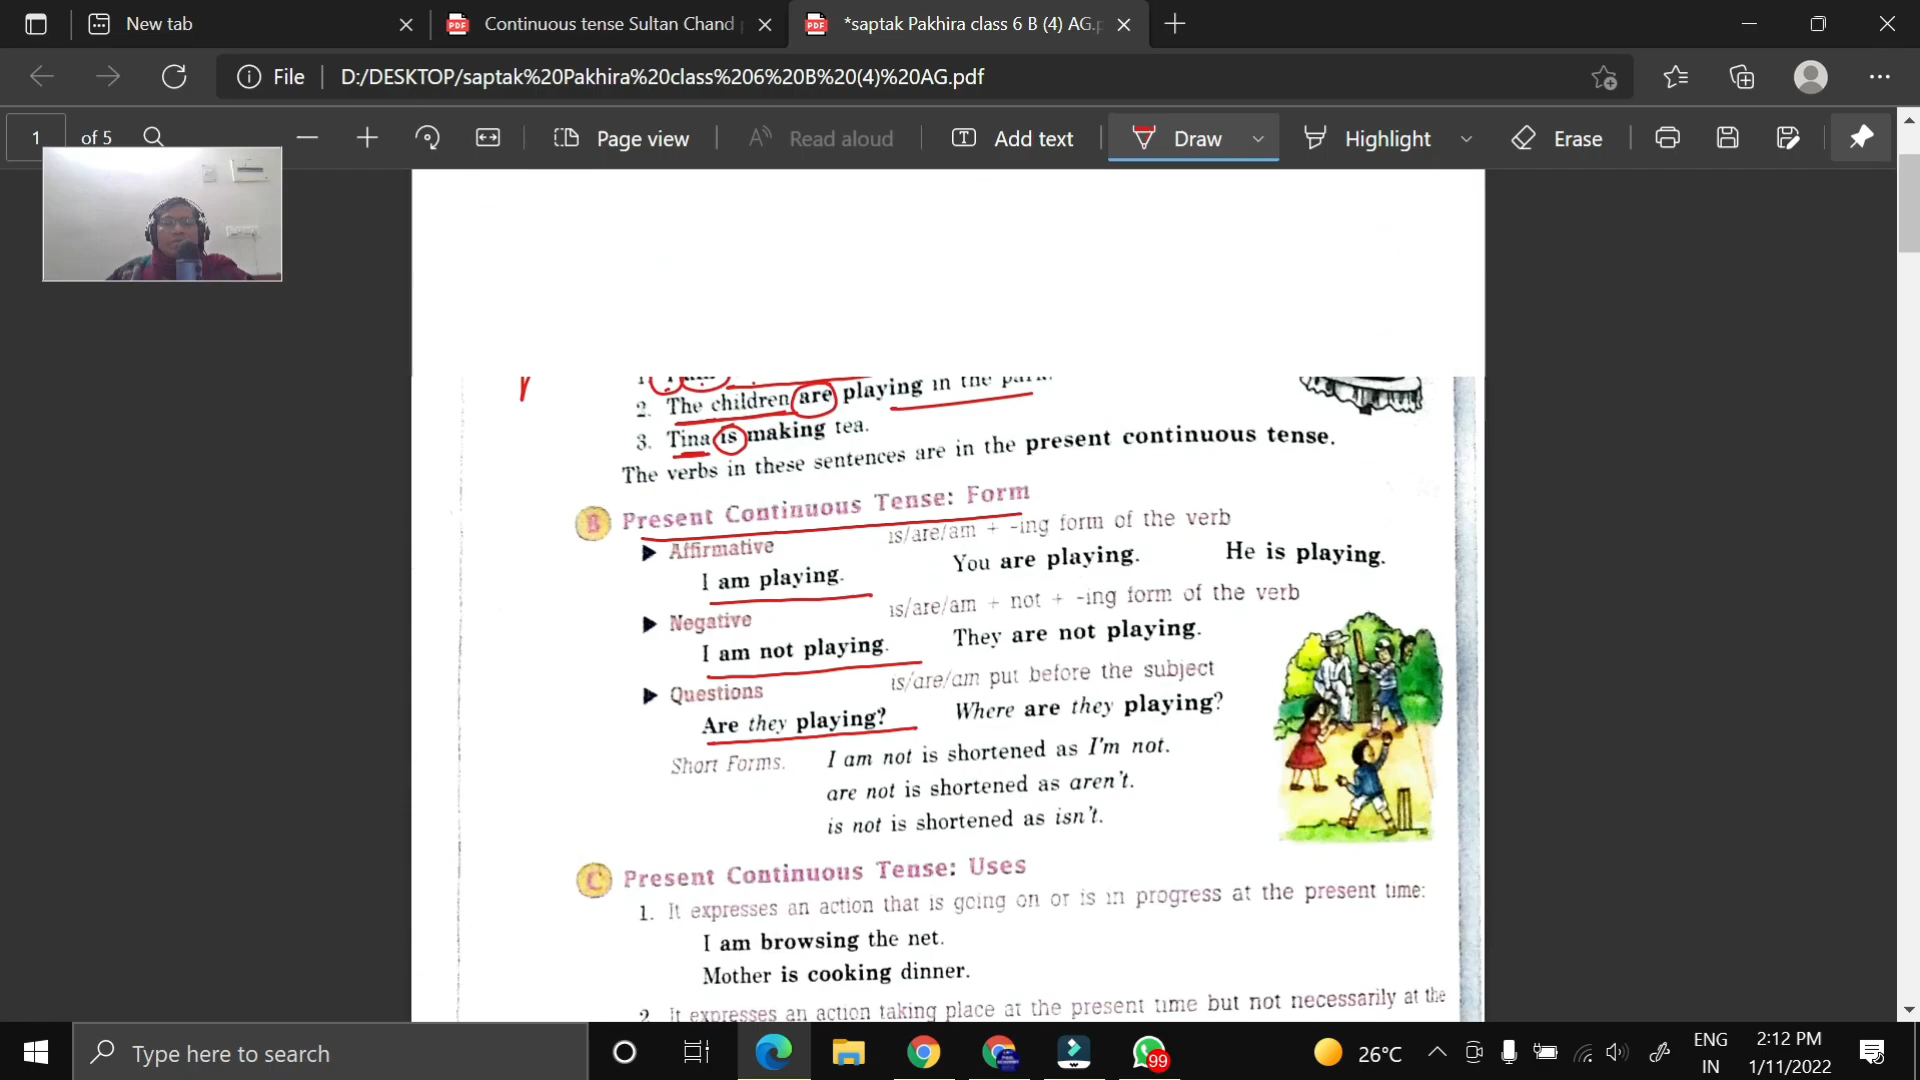 New tab
Continuous tense Sultan Chand
*saptak Pakhira class 6 B (4) AG.p
File
D:/DESKTOP/saptak%20Pakhira%20class%206%20B%20(4)%20AG.pdf
1 of 5
Page view
Read aloud
Add text
Draw
Highlight
Erase
2. The children are playing in the
3. Tina is making tea.
The verbs in these sentences are in the present continuous tense.
B Present Continuous Tense: Form
Affirmative is/are/am + -ing form of the verb
I am playing. You are playing. He is playing.
Negative is/are/am + not + -ing form of the verb
I am not playing. They are not playing.
Questions is/are/am put before the subject
Are they playing? Where are they playing?
Short Forms. I am not is shortened as I'm not.
are not is shortened as aren't.
is not is shortened as isn't.
C Present Continuous Tense: Uses
1. It expresses an action that is going on or is in progress at the present time:
I am browsing the net.
Mother is cooking dinner.
2. It expresses an action taking place at the present time but not necessarily at the
Type here to search
99
26°C
ENG
IN
2:12 PM
1/11/2022